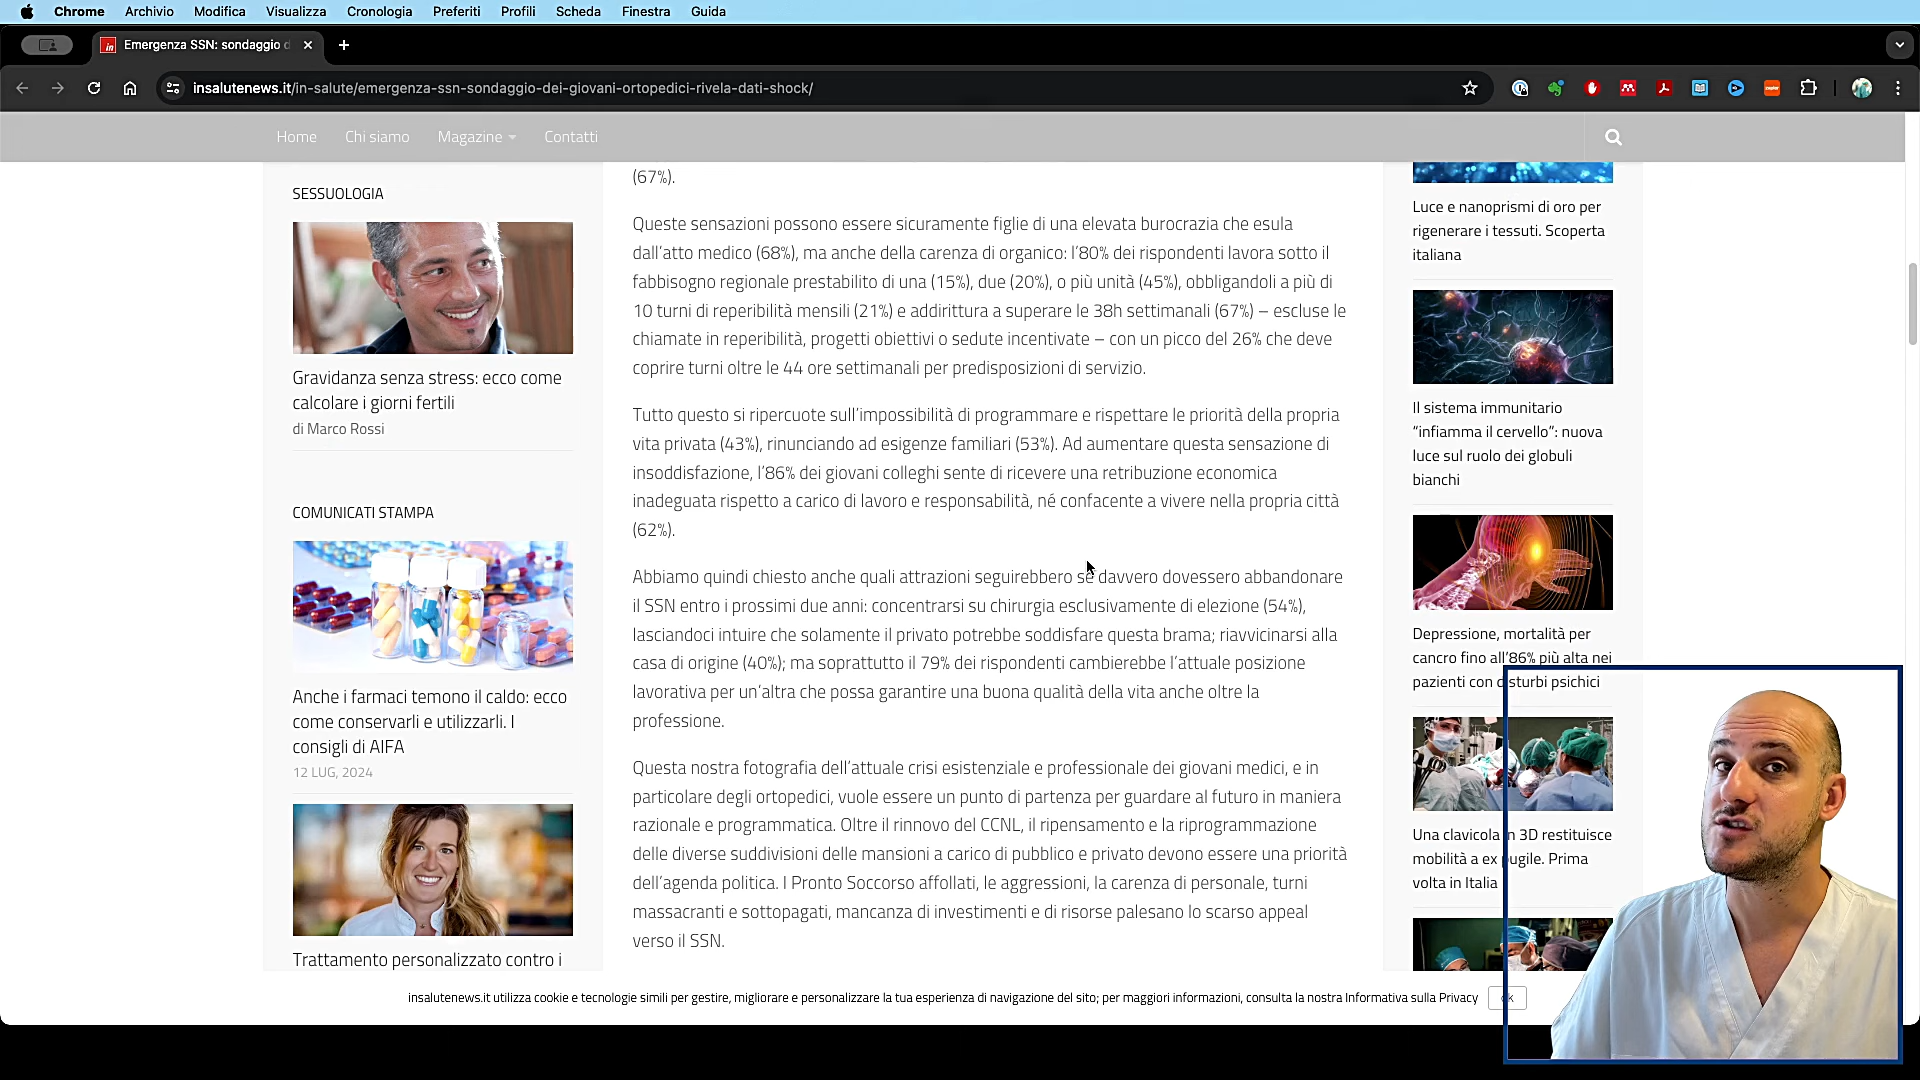 Chrome Archivio Modifica Visualizza Cronologia Preferiti Profili Scheda Finestra Guida
Emergenza SSN: sondaggio d
insalutenews.it/in-salute/emergenza-ssn-sondaggio-dei-giovani-ortopedici-rivela-dati-shock/
Home Chi siamo Magazine Contatti
SESSUOLOGIA
Gravidanza senza stress: ecco come
calcolare i giorni fertili
di Marco Rossi
COMUNICATI STAMPA
Anche i farmaci temono il caldo: ecco
come conservarli e utilizzarli. I
consigli di AIFA
12 LUG, 2024
Trattamento personalizzato contro i
(67%).
Queste sensazioni possono essere sicuramente figlie di una elevata burocrazia che esula
dall’atto medico (68%), ma anche della carenza di organico: l’80% dei rispondenti lavora sotto il
fabbisogno regionale prestabilito di una (15%), due (20%), o più unità (45%), obbligandoli a più di
10 turni di reperibilità mensili (21%) e addirittura a superare le 38h settimanali (67%) – escluse le
chiamate in reperibilità, progetti obiettivi o sedute incentivate – con un picco del 26% che deve
coprire turni oltre le 44 ore settimanali per predisposizioni di servizio.
Tutto questo si ripercuote sull’impossibilità di programmare e rispettare le priorità della propria
vita privata (43%), rinunciando ad esigenze familiari (53%). Ad aumentare questa sensazione di
insoddisfazione, l’86% dei giovani colleghi sente di ricevere una retribuzione economica
inadeguata rispetto a carico di lavoro e responsabilità, né confacente a vivere nella propria città
(62%).
Abbiamo quindi chiesto anche quali attrazioni seguirebbero se davvero dovessero abbandonare
il SSN entro i prossimi due anni: concentrarsi su chirurgia esclusivamente di elezione (54%),
lasciandoci intuire che solamente il privato potrebbe soddisfare questa brama; riavvicinarsi alla
casa di origine (40%); ma soprattutto il 79% dei rispondenti cambierebbe l’attuale posizione
lavorativa per un’altra che possa garantire una buona qualità della vita anche oltre la
professione.
Questa nostra fotografia dell’attuale crisi esistenziale e professionale dei giovani medici, e in
particolare degli ortopedici, vuole essere un punto di partenza per guardare al futuro in maniera
razionale e programmatica. Oltre il rinnovo del CCNL, il ripensamento e la riprogrammazione
delle diverse suddivisioni delle mansioni a carico di pubblico e privato devono essere una priorità
dell’agenda politica. I Pronto Soccorso affollati, le aggressioni, la carenza di personale, turni
massacranti e sottopagati, mancanza di investimenti e di risorse palesano lo scarso appeal
verso il SSN.
Luce e nanoprismi di oro per
rigenerare i tessuti. Scoperta
italiana
Il sistema immunitario
“infiamma il cervello”: nuova
luce sul ruolo dei globuli
bianchi
Depressione, mortalità per
cancro fino all’86% più alta nei
pazienti con disturbi psichici
Una clavicola in 3D restituisce
mobilità a ex pugile. Prima
volta in Italia
insalutenews.it utilizza cookie e tecnologie simili per gestire, migliorare e personalizzare la tua esperienza di navigazione del sito; per maggiori informazioni, consulta la nostra Informativa sulla Privacy